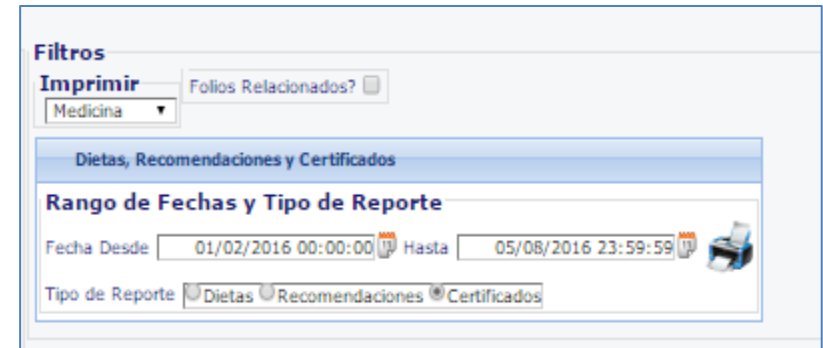 Filtros
Imprimir
Folios Relacionados?
Medicina
Dietas, Recomendaciones y Certificados
Rango de Fechas y Tipo de Reporte
Fecha Desde 01/02/2016 00:00:00 Hasta 05/08/2016 23:59:59
Tipo de Reporte Dietas Recomendaciones Certificados